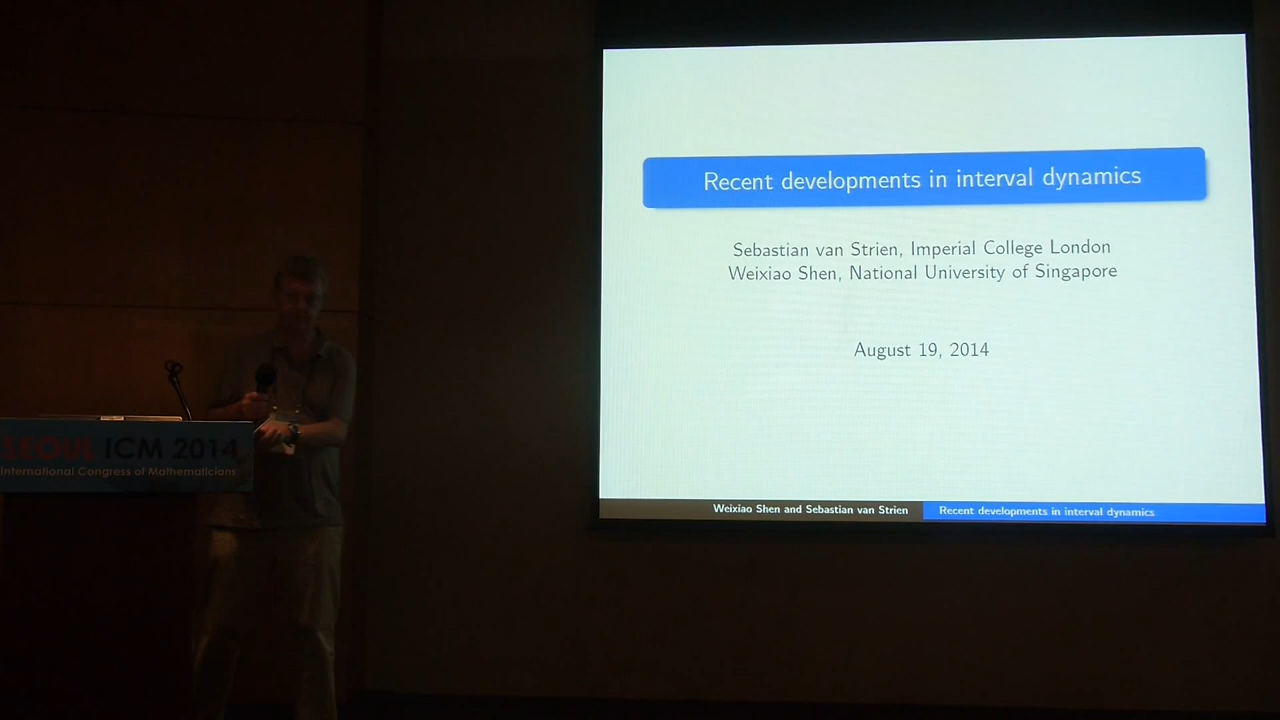 Recent developments in interval dynamics
Sebastian van Strien, Imperial College London
Weixiao Shen, National University of Singapore
August 19, 2014
Weixiao Shen and Sebastian van Strien
Recent developments in interval dynamics
SEOUL ICM 2014
International Congress of Mathematicians